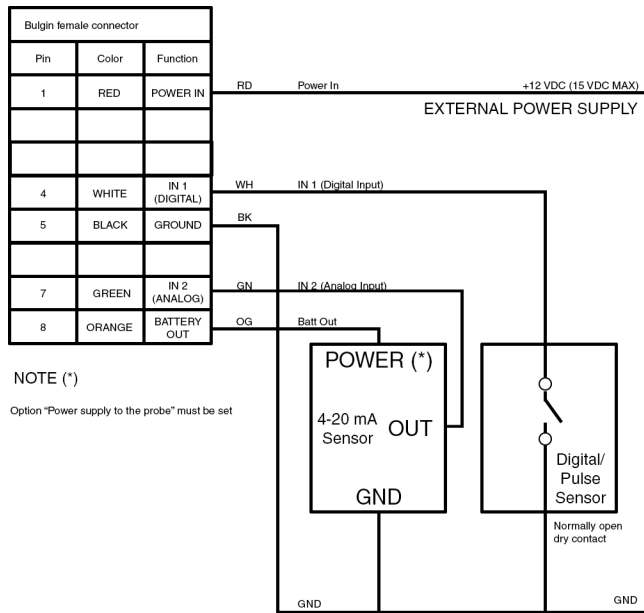 Bulgin female connector
Pin Color Function
1 RED POWER IN RD Power In +12 VDC (15 VDC MAX)
EXTERNAL POWER SUPPLY
4 WHITE IN 1
(DIGITAL) WH IN 1 (Digital Input)
5 BLACK GROUND BK
7 GREEN IN 2
(ANALOG) GN IN 2 (Analog Input)
8 ORANGE BATTERY
OUT OG Batt Out
NOTE (*)
Option "Power supply to the probe" must be set
POWER (*)
4-20 mA
Sensor
OUT
GND
Digital/
Pulse
Sensor
Normally open
dry contact
GND
GND